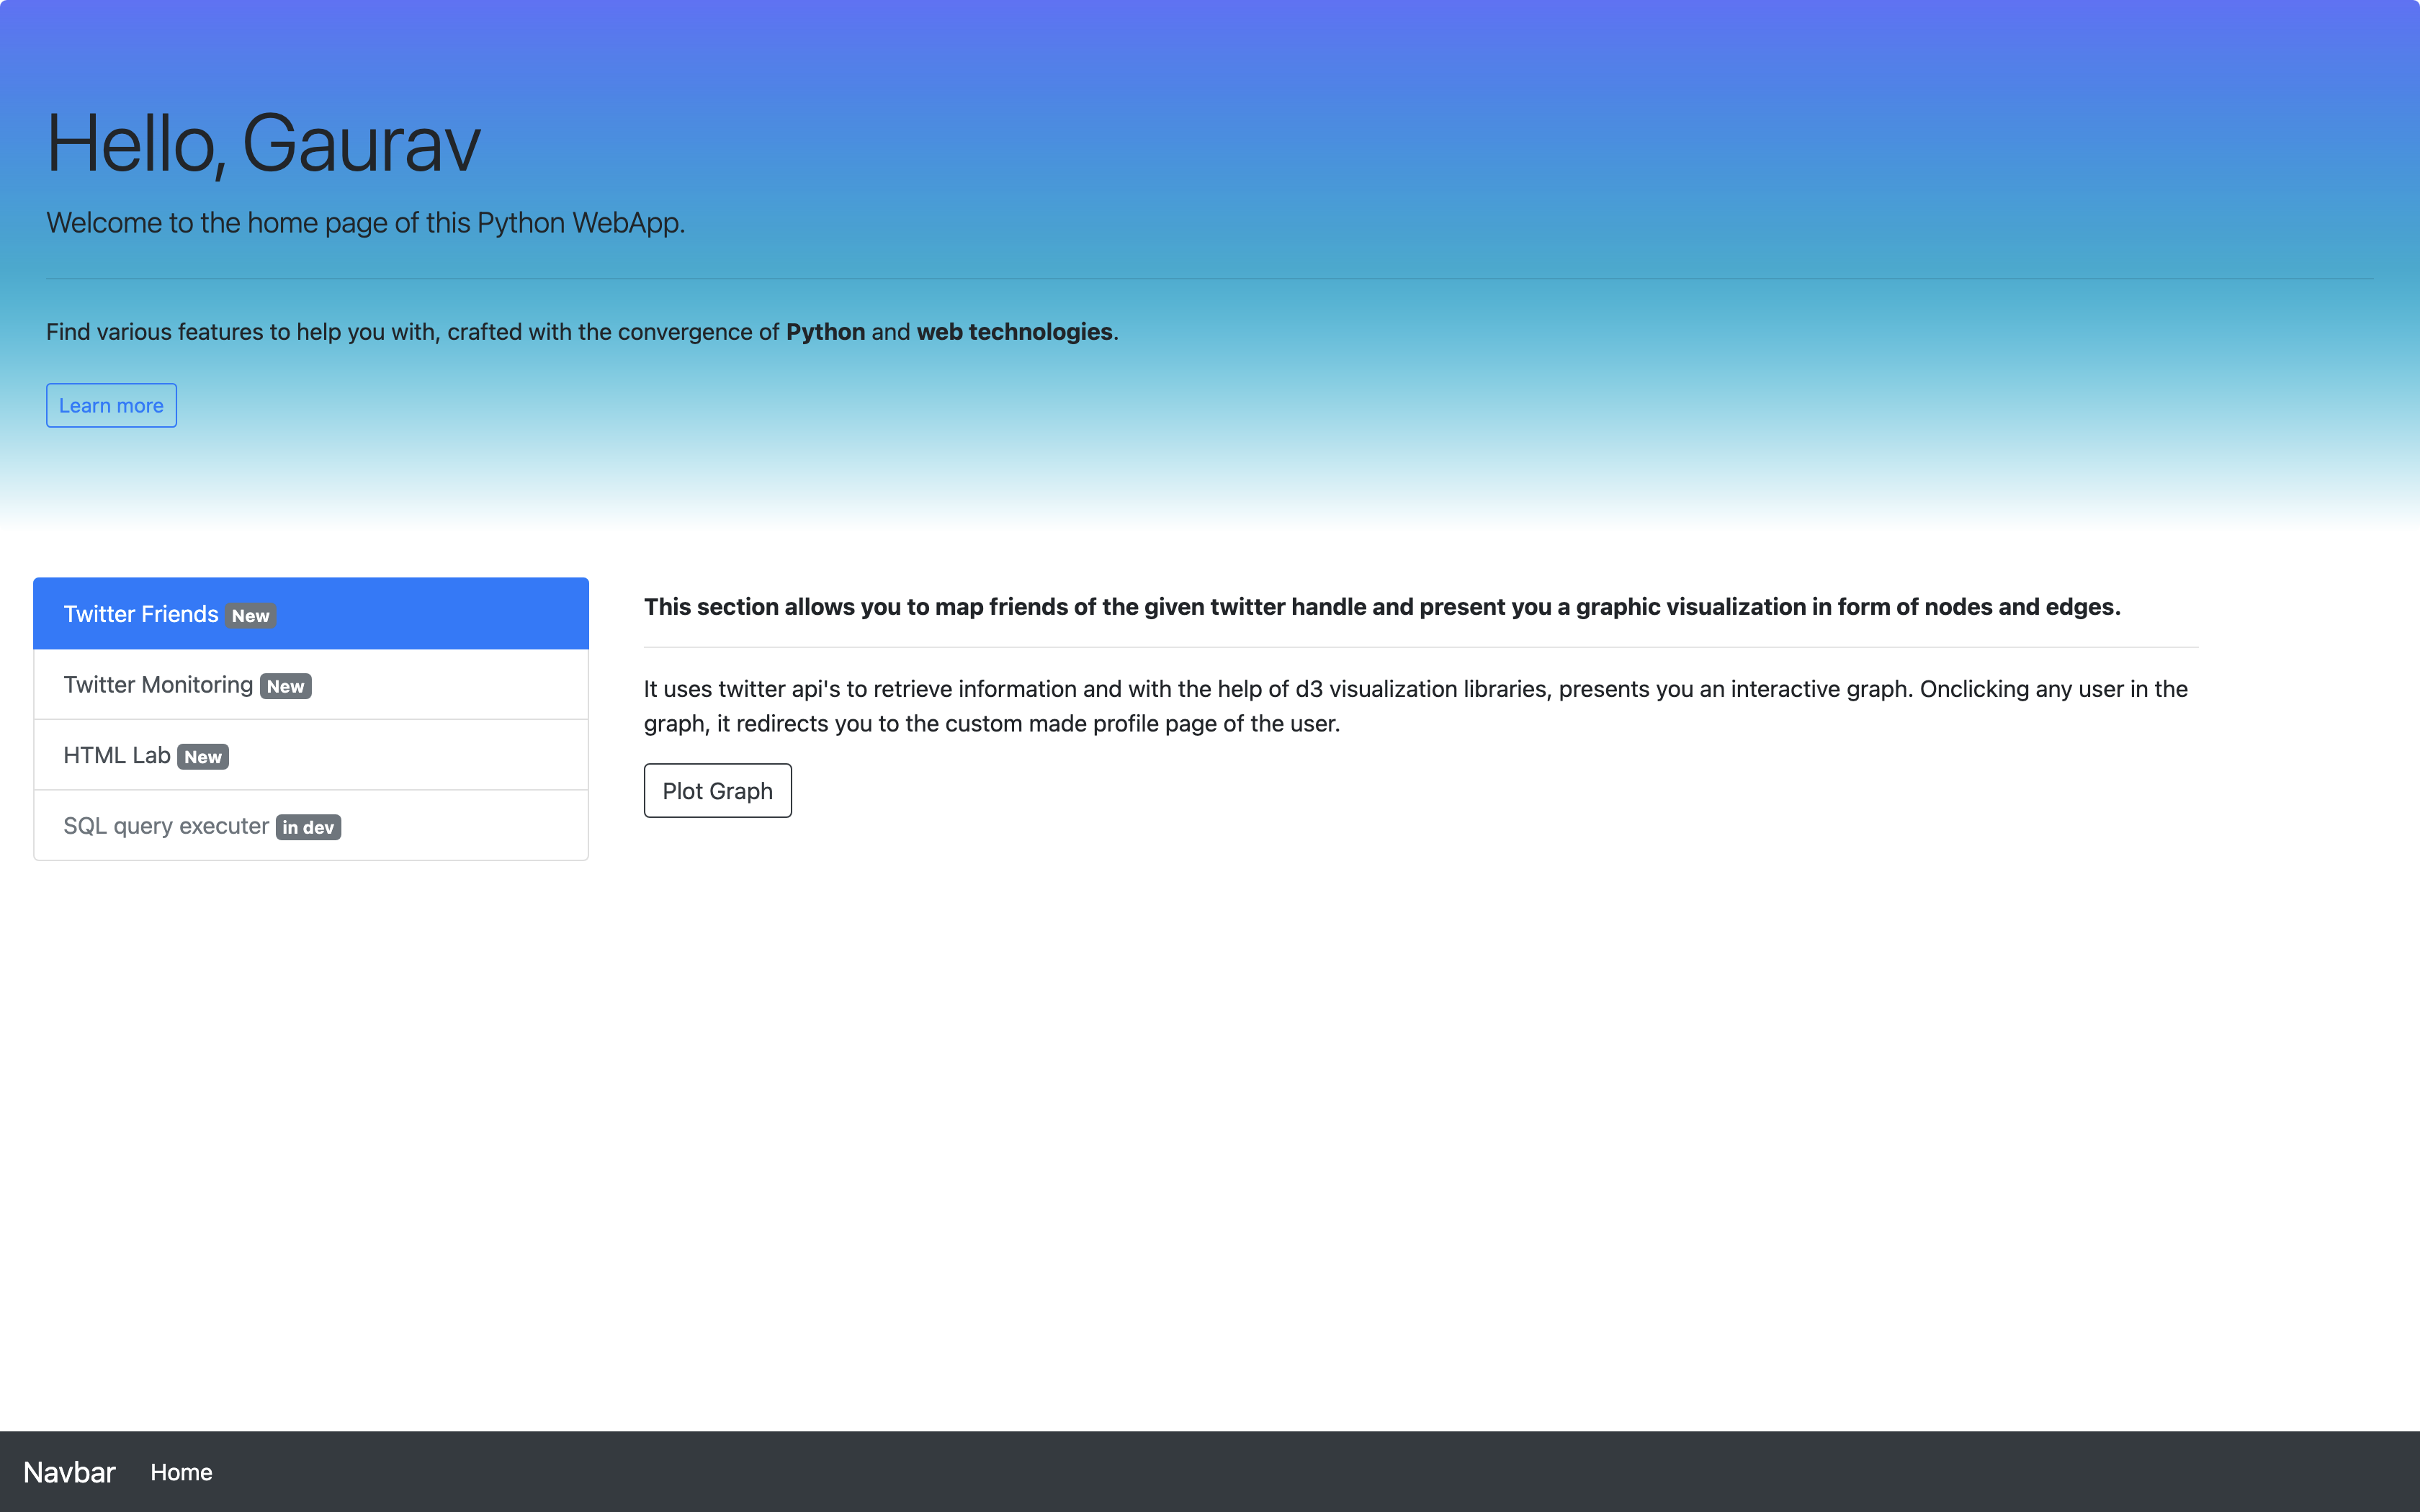 Hello, Gaurav
Welcome to the home page of this Python WebApp.
Find various features to help you with, crafted with the convergence of Python and web technologies.
Learn more
Twitter Friends New
Twitter Monitoring New
HTML Lab New
SQL query executer in dev
This section allows you to map friends of the given twitter handle and present you a graphic visualization in form of nodes and edges.
It uses twitter api's to retrieve information and with the help of d3 visualization libraries, presents you an interactive graph. Onclicking any user in the
graph, it redirects you to the custom made profile page of the user.
Plot Graph
Navbar Home